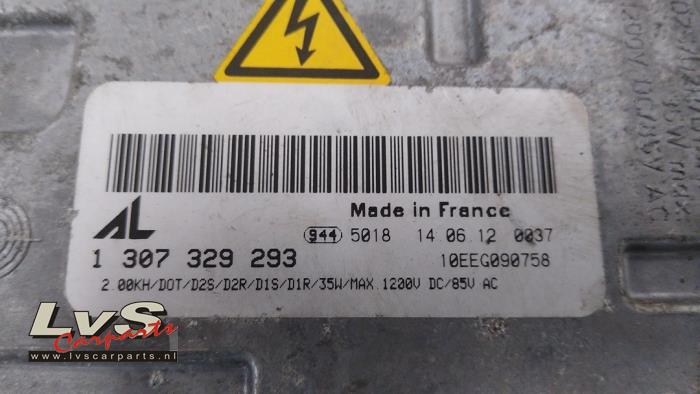 AL
Made in France
944 5018 14.06.12 0037
1 307 329 293
10EEG090758
2.00KH/DOT/D2S/D2R/D1S/D1R/35W/MAX.1200V DC/85V AC
LvS
Carparts
www.lvscarparts.nl